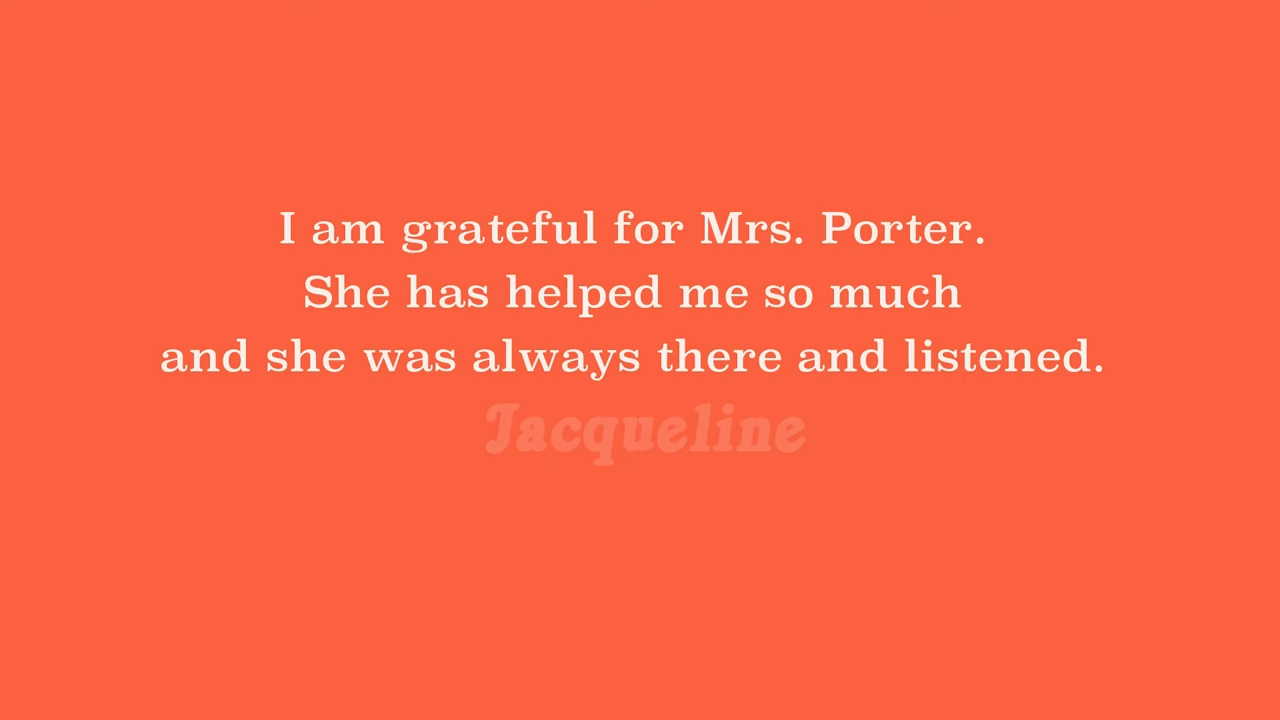 I am grateful for Mrs. Porter.
She has helped me so much
and she was always there and listened.
Jacqueline